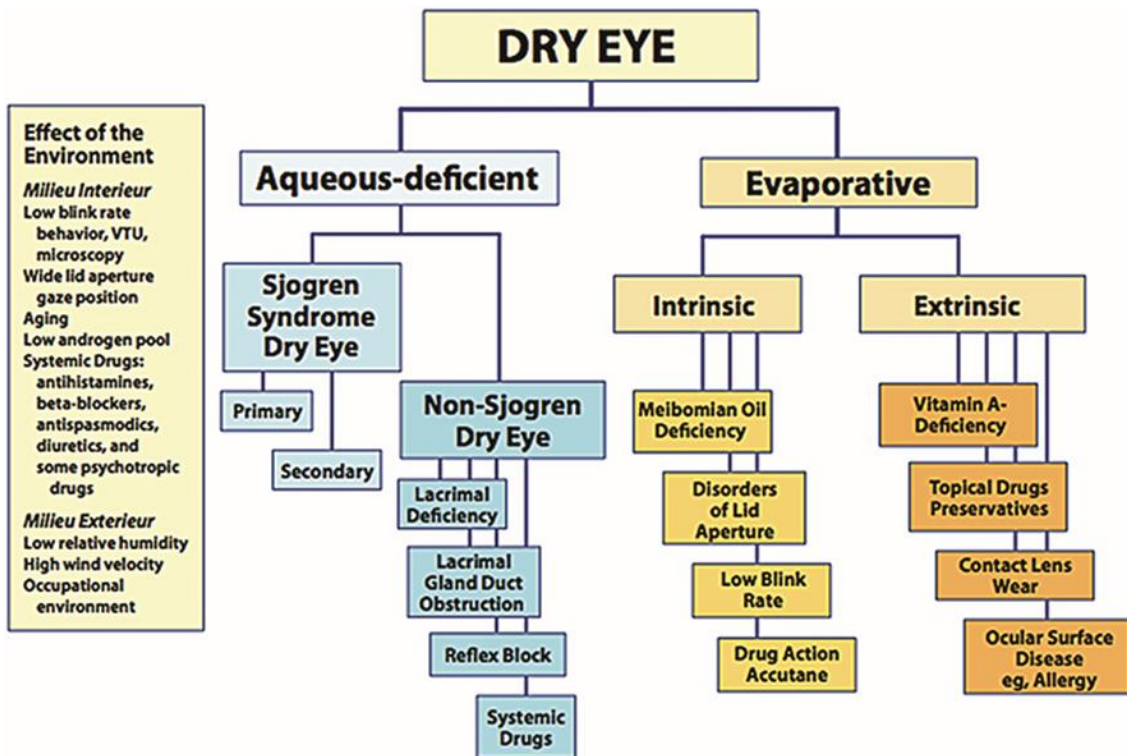 DRY EYE
Effect of the
Environment
Milieu Interieur
Low blink rate
behavior, VTU,
microscopy
Wide lid aperture
gaze position
Aging
Low androgen pool
Systemic Drugs:
antihistamines,
beta-blockers,
antispasmodics,
diuretics, and
some psychotropic
drugs
Milieu Exterieur
Low relative humidity
High wind velocity
Occupational
environment
Aqueous-deficient
Sjogren
Syndrome
Dry Eye
Primary
Secondary
Non-Sjogren
Dry Eye
Lacrimal
Deficiency
Lacrimal
Gland Duct
Obstruction
Reflex Block
Systemic
Drugs
Evaporative
Intrinsic
Meibomian Oil
Deficiency
Disorders
of Lid
Aperture
Low Blink
Rate
Drug Action
Accutane
Extrinsic
Vitamin A-
Deficiency
Topical Drugs
Preservatives
Contact Lens
Wear
Ocular Surface
Disease
eg, Allergy